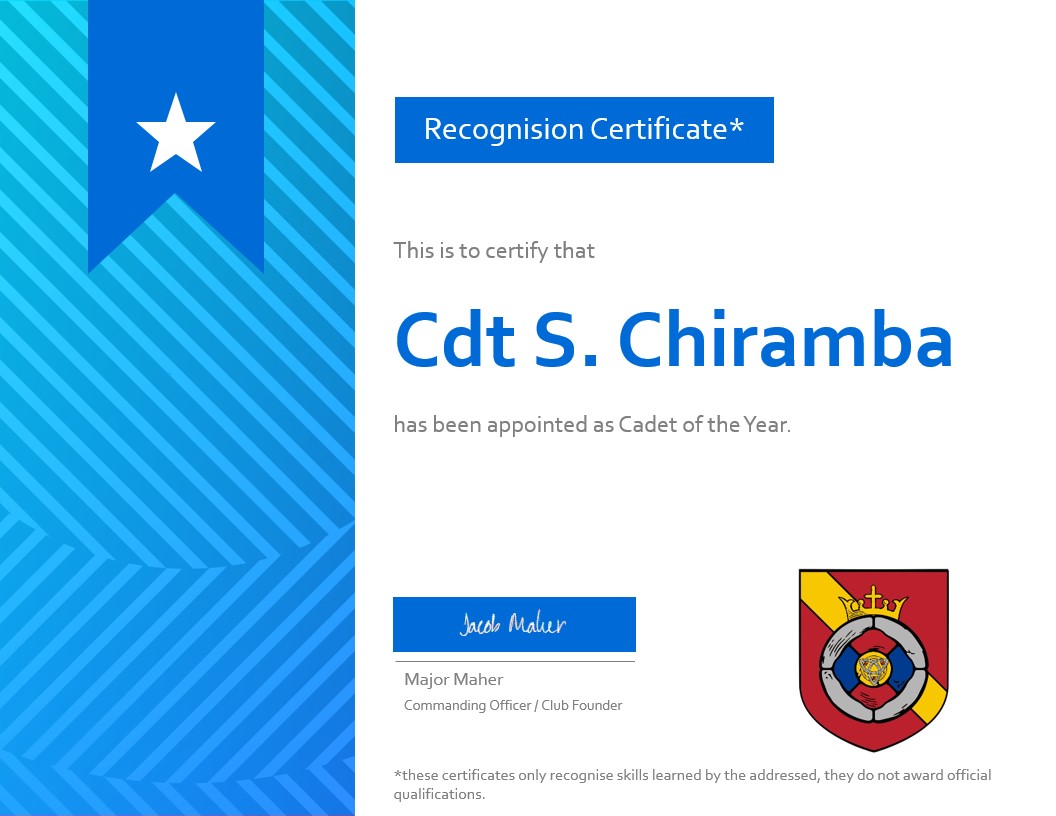 Recognision Certificate*
This is to certify that
Cdt S. Chiramba
has been appointed as Cadet of the Year.
Jacob Maher
Major Maher
Commanding Officer / Club Founder
*these certificates only recognise skills learned by the addressed, they do not award official
qualifications.